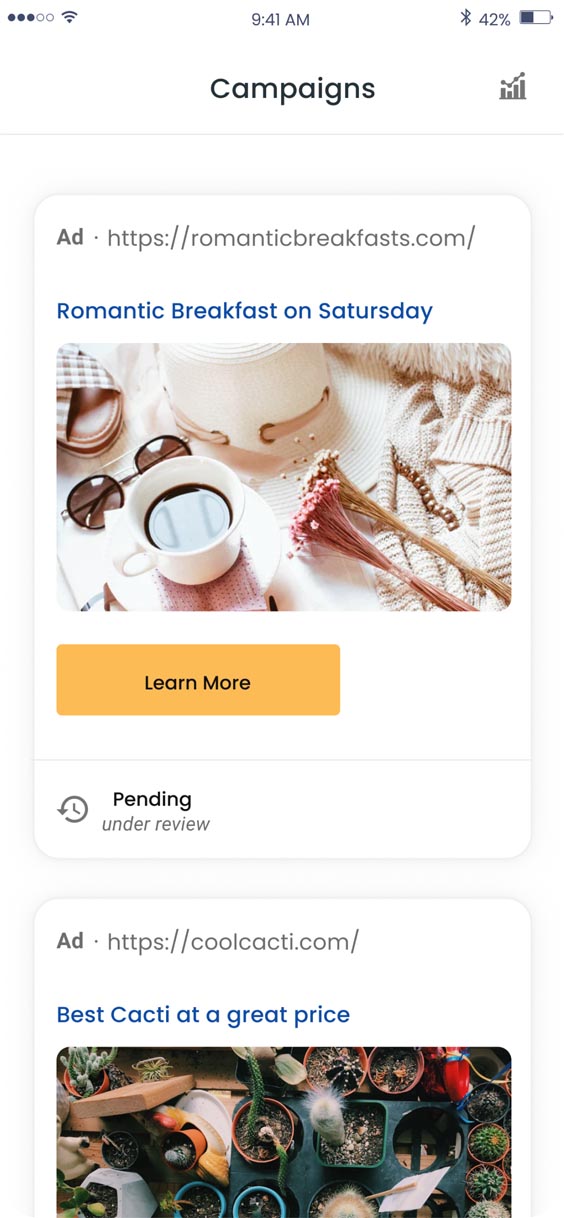 9:41 AM 42%
Campaigns
Ad · https://romanticbreakfasts.com/
Romantic Breakfast on Satursday
Learn More
Pending
under review
Ad · https://coolcacti.com/
Best Cacti at a great price